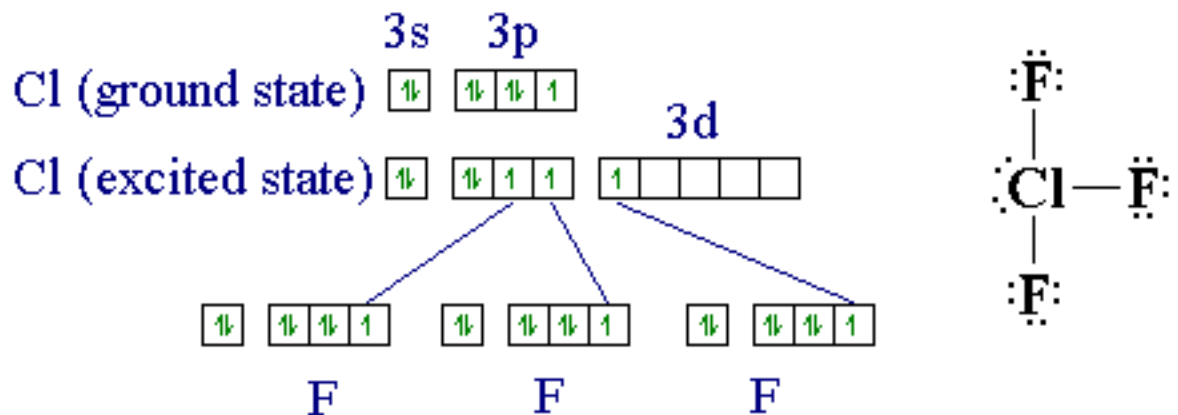 3s 3p
Cl (ground state)
3d
Cl (excited state)
F F F
F
Cl—F
F